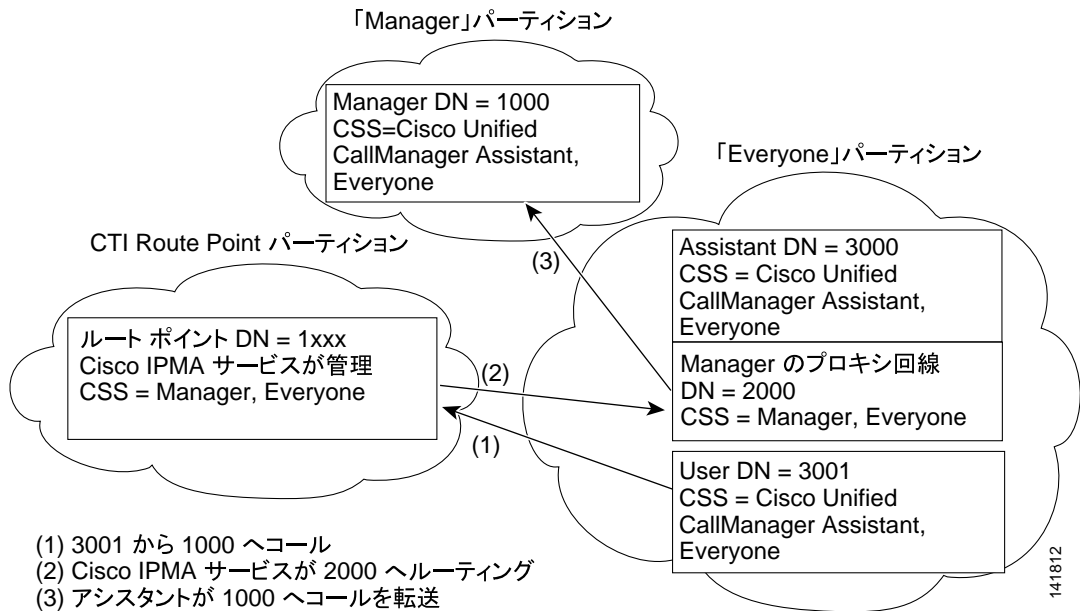 「Manager」パーティション
Manager DN = 1000
CSS=Cisco Unified
CallManager Assistant,
Everyone
「Everyone」パーティション
CTI Route Point パーティション
(3)
Assistant DN = 3000
CSS = Cisco Unified
CallManager Assistant,
Everyone
ルート ポイント DN = 1xxx
Cisco IPMA サービスが管理
CSS = Manager, Everyone
(2)
Manager のプロキシ回線
DN = 2000
CSS = Manager, Everyone
(1)
User DN = 3001
CSS = Cisco Unified
CallManager Assistant,
Everyone
(1) 3001 から 1000 へコール
(2) Cisco IPMA サービスが 2000 へルーティング
(3) アシスタントが 1000 へコールを転送
141812